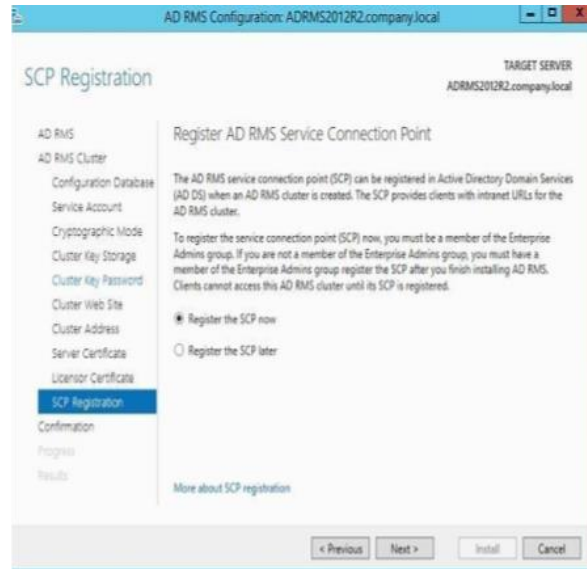 AD RMS Configuration: ADRMS2012R2.company.local
SCP Registration
TARGET SERVER
ADRMS2012R2.company.local
AD RMS
AD RMS Cluster
Configuration Database
Service Account
Cryptographic Mode
Cluster Key Storage
Cluster Key Password
Cluster Web Site
Cluster Address
Server Certificate
Licensor Certificate
SCP Registration
Confirmation
Progress
Results
Register AD RMS Service Connection Point
The AD RMS service connection point (SCP) can be registered in Active Directory Domain Services
(AD DS) when an AD RMS cluster is created. The SCP provides clients with intranet URLs for the
AD RMS cluster.
To register the service connection point (SCP) now, you must be a member of the Enterprise
Admins group. If you are not a member of the Enterprise Admins group, you must have a
member of the Enterprise Admins group register the SCP after you finish installing AD RMS.
Clients cannot access this AD RMS cluster until its SCP is registered.
Register the SCP now
Register the SCP later
More about SCP registration
< Previous
Next >
Install
Cancel